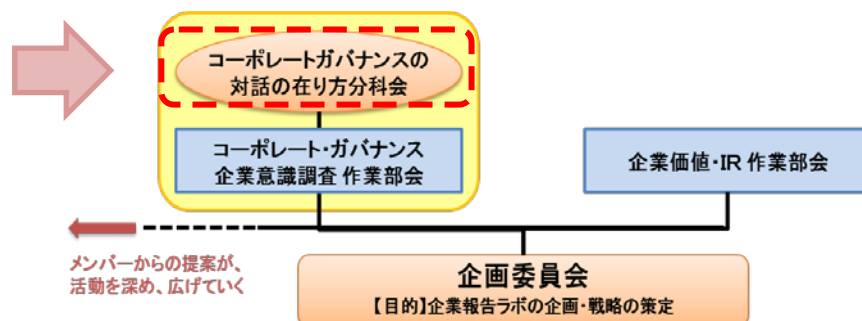 コーポレートガバナンスの
対話の在り方分科会
コーポレート・ガバナンス
企業意識調査 作業部会
企業価値・IR 作業部会
メンバーからの提案が、
活動を深め、広げていく
企画委員会
【目的】企業報告ラボの企画・戦略の策定